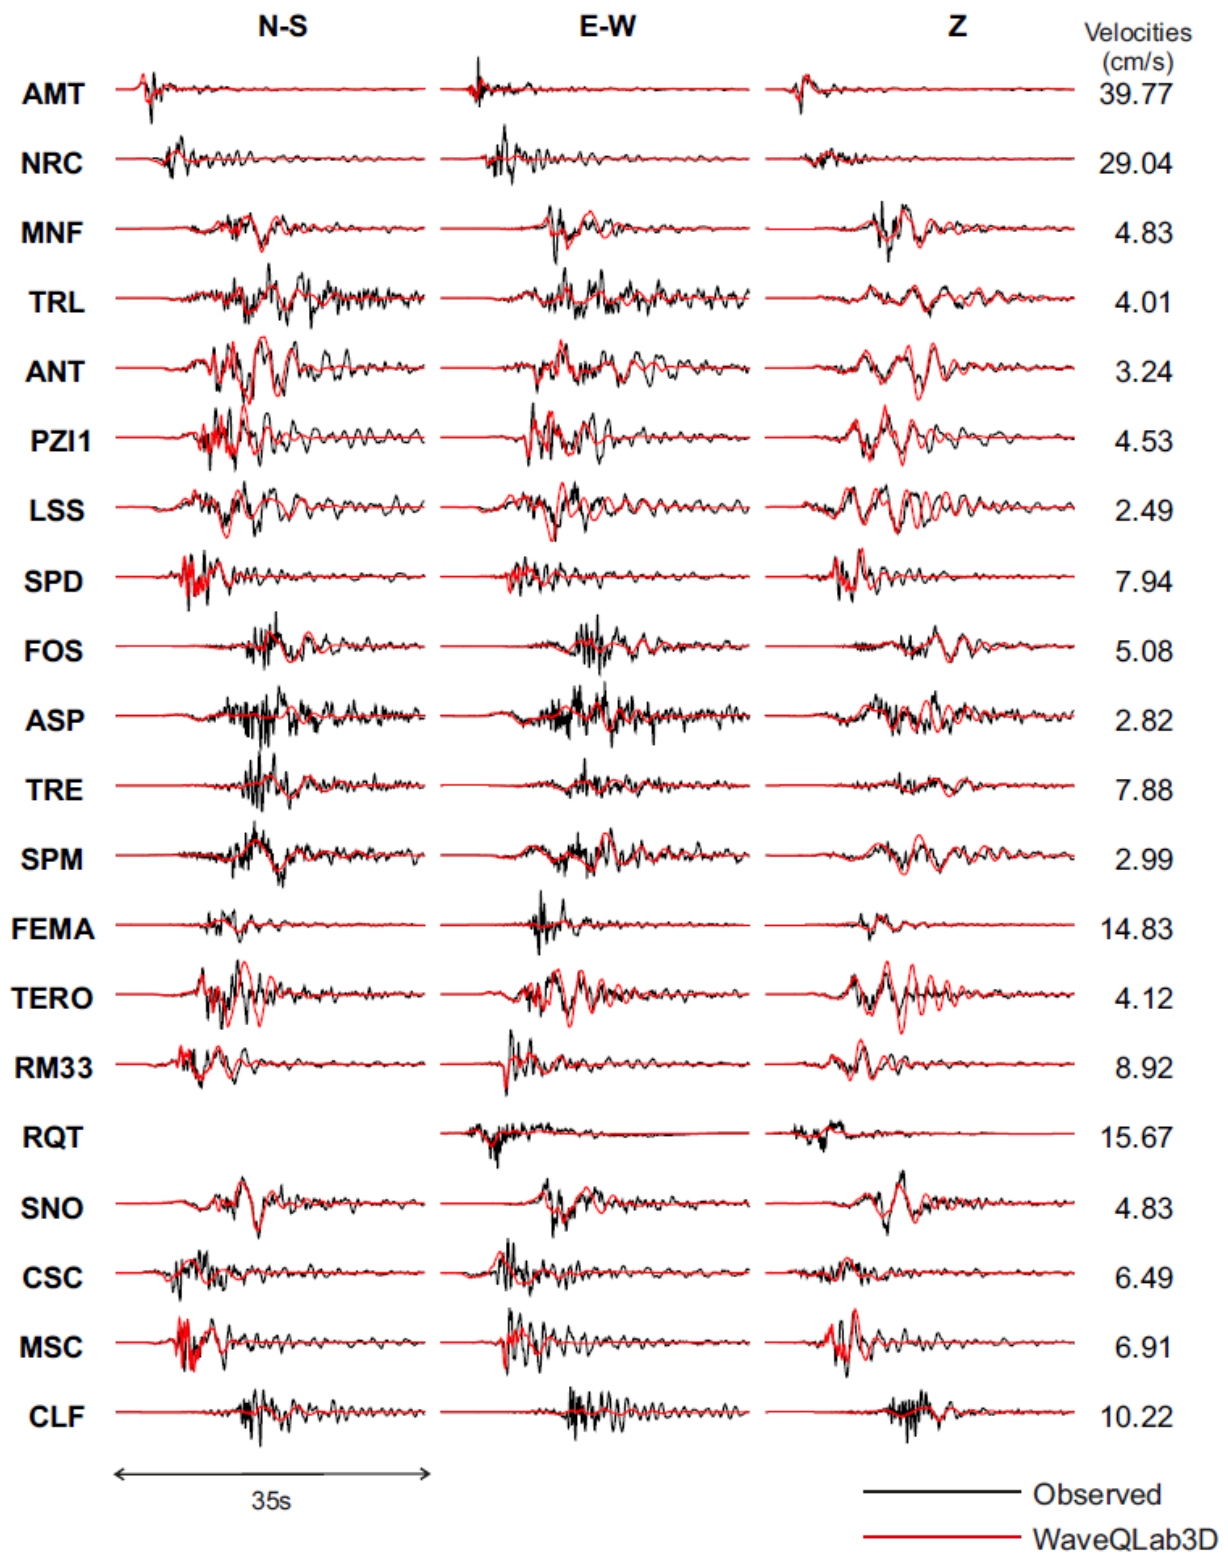 N-S E-W Z Velocities
(cm/s)
AMT 39.77
NRC 29.04
MNF 4.83
TRL 4.01
ANT 3.24
PZI1 4.53
LSS 2.49
SPD 7.94
FOS 5.08
ASP 2.82
TRE 7.88
SPM 2.99
FEMA 14.83
TERO 4.12
RM33 8.92
RQT 15.67
SNO 4.83
CSC 6.49
MSC 6.91
CLF 10.22
35s
Observed
WaveQLab3D